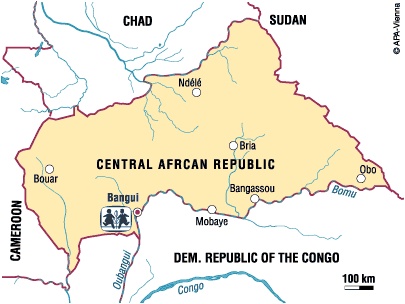 CHAD
SUDAN
© APA-Vienna
Ndélé
Bria
CENTRAL AFRCAN REPUBLIC
Bouar
Obo
Bangassou
Bomu
Bangui
Mobaye
CAMEROON
Oubangui
DEM. REPUBLIC OF THE CONGO
Congo
100 km